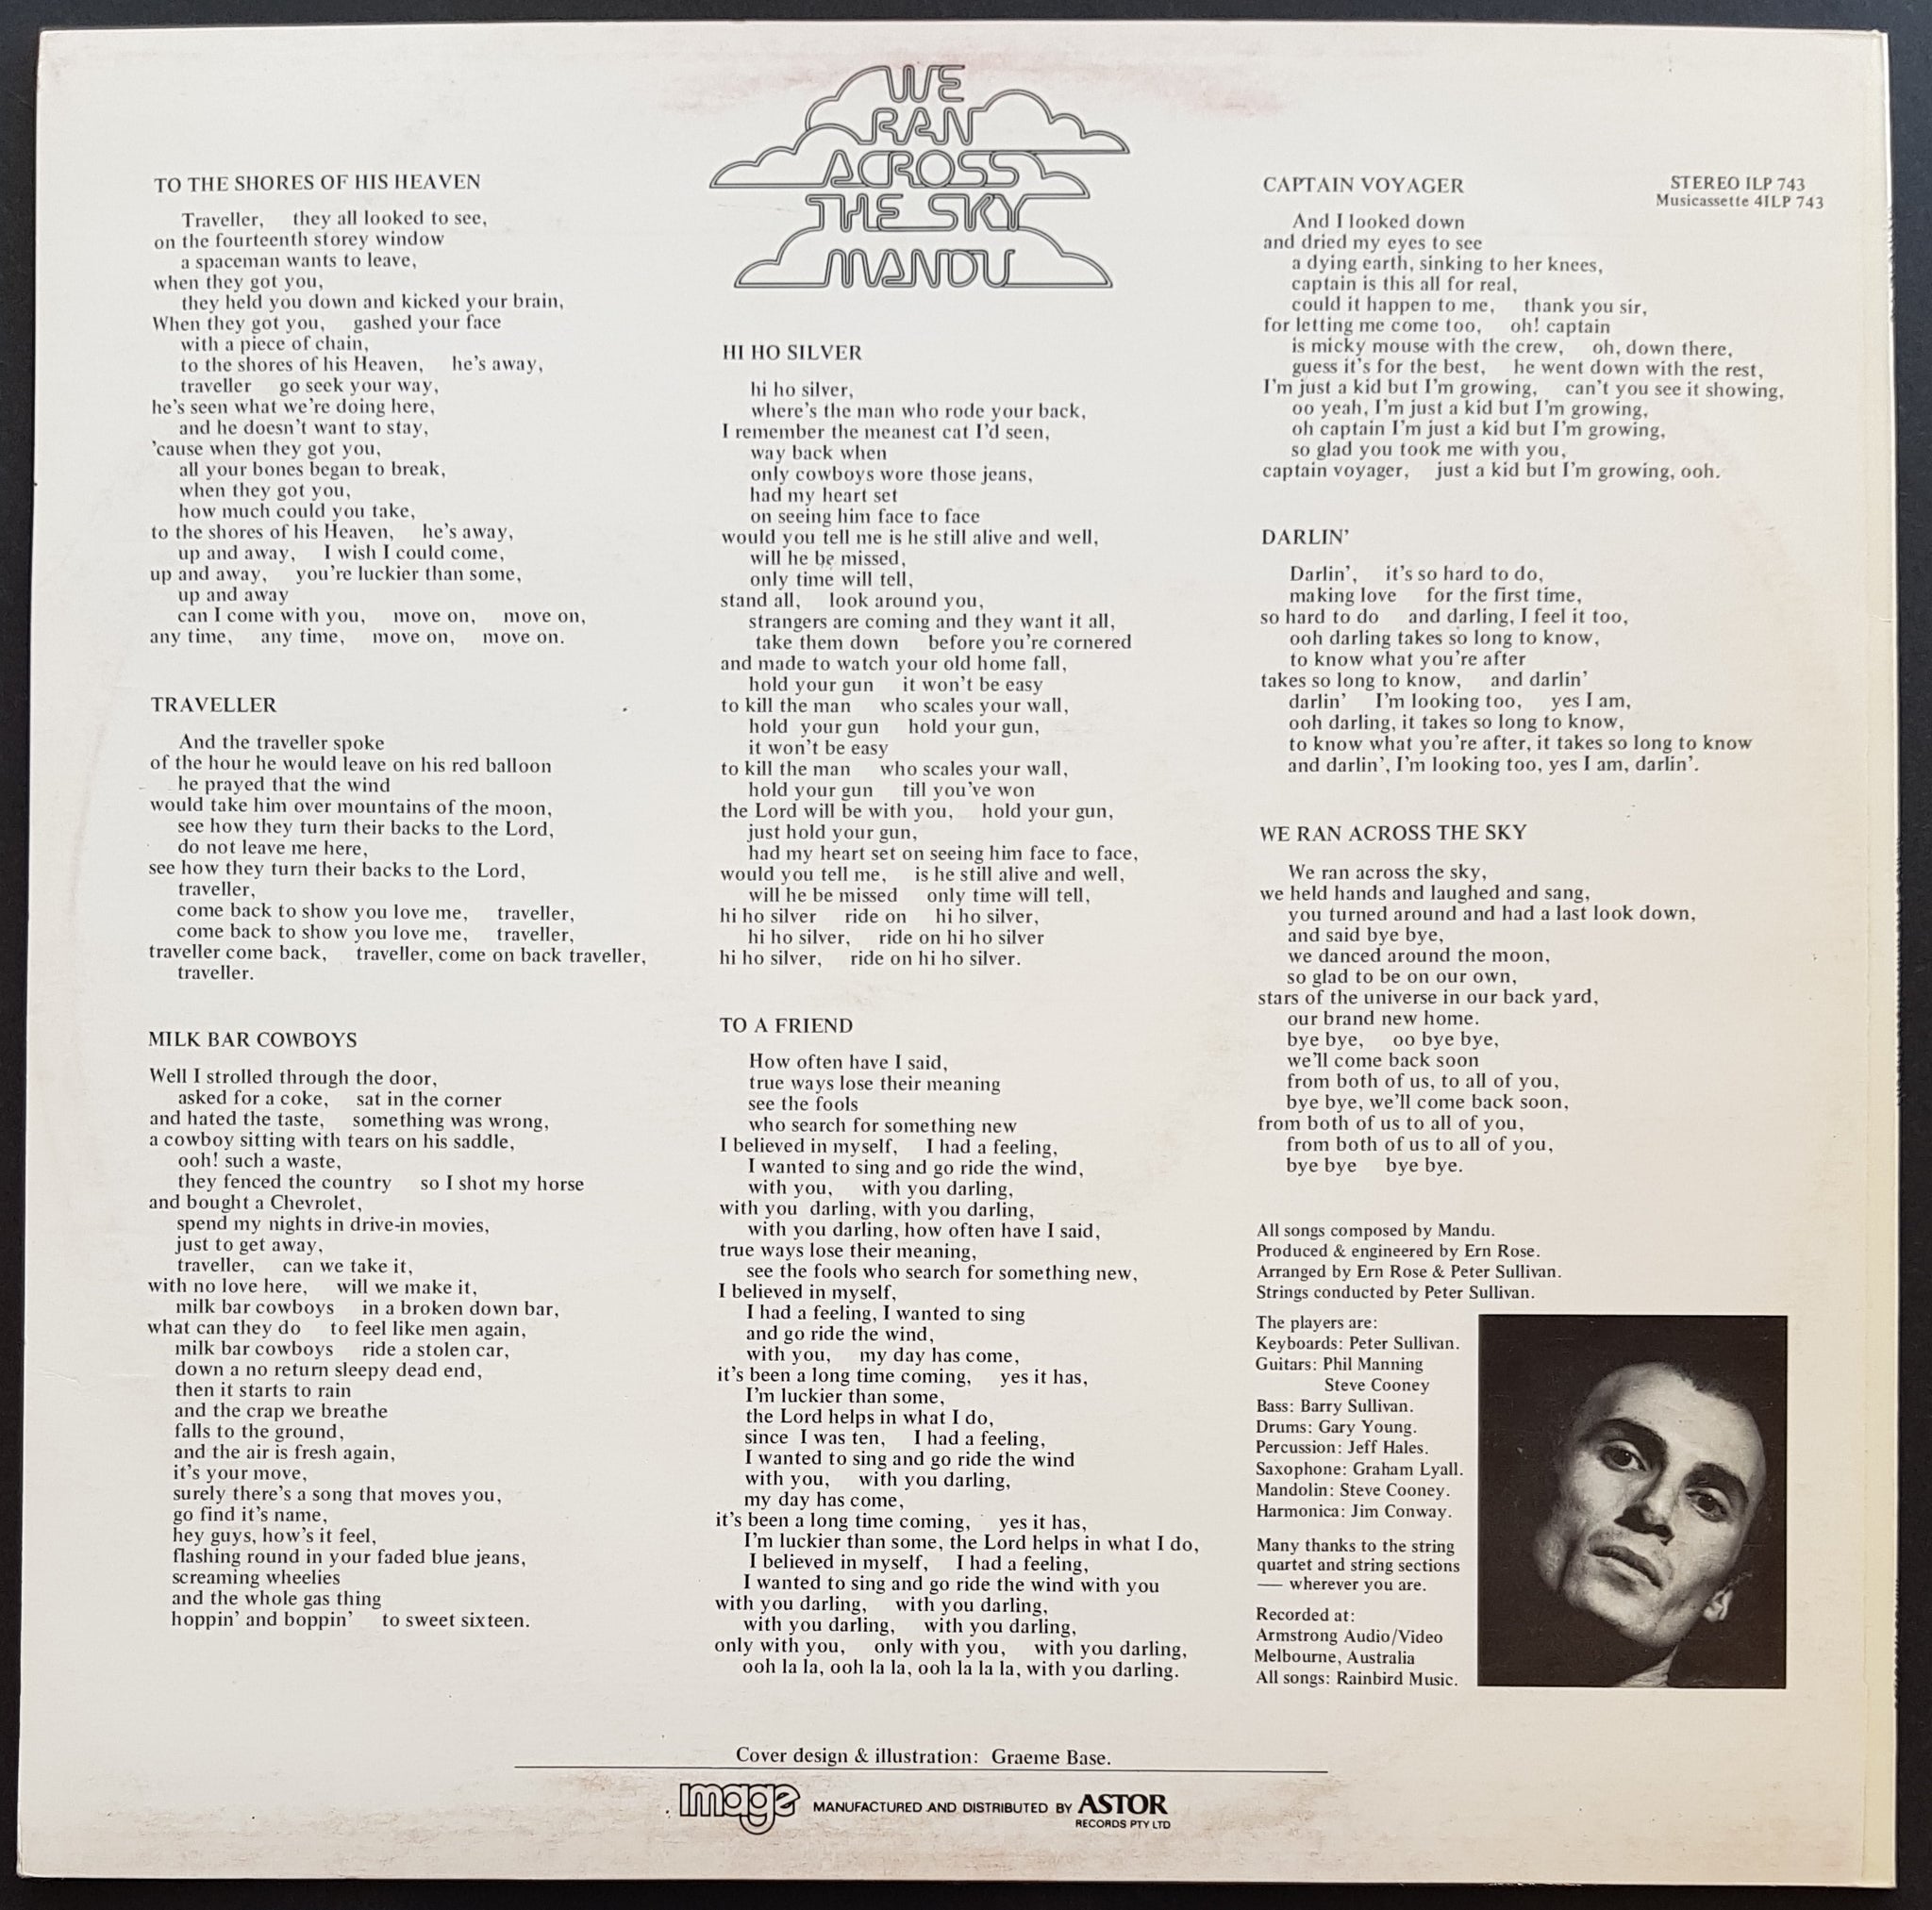 WE
RAN
ACROSS
THE SKY
MANDU
TO THE SHORES OF HIS HEAVEN
Traveller, they all looked to see,
on the fourteenth storey window
a spaceman wants to leave,
when they got you,
they held you down and kicked your brain,
When they got you, gashed your face
with a piece of chain,
to the shores of his Heaven, he's away,
traveller go seek your way,
he's seen what we're doing here,
and he doesn't want to stay,
'cause when they got you,
all your bones began to break,
when they got you,
how much could you take,
to the shores of his Heaven, he's away,
up and away, I wish I could come,
up and away, you're luckier than some,
up and away
can I come with you, move on, move on,
any time, any time, move on, move on.
TRAVELLER
And the traveller spoke
of the hour he would leave on his red balloon
he prayed that the wind
would take him over mountains of the moon,
see how they turn their backs to the Lord,
do not leave me here,
see how they turn their backs to the Lord,
traveller,
come back to show you love me, traveller,
come back to show you love me, traveller,
traveller come back, traveller, come on back traveller,
traveller.
MILK BAR COWBOYS
Well I strolled through the door,
asked for a coke, sat in the corner
and hated the taste, something was wrong,
a cowboy sitting with tears on his saddle,
ooh! such a waste,
they fenced the country so I shot my horse
and bought a Chevrolet,
spend my nights in drive-in movies,
just to get away,
traveller, can we take it,
with no love here, will we make it,
milk bar cowboys in a broken down bar,
what can they do to feel like men again,
milk bar cowboys ride a stolen car,
down a no return sleepy dead end,
then it starts to rain
and the crap we breathe
falls to the ground,
and the air is fresh again,
it's your move,
surely there's a song that moves you,
go find it's name,
hey guys, how's it feel,
flashing round in your faded blue jeans,
screaming wheelies
and the whole gas thing
hoppin' and boppin' to sweet sixteen.
HI HO SILVER
hi ho silver,
where's the man who rode your back,
I remember the meanest cat I'd seen,
way back when
only cowboys wore those jeans,
had my heart set
on seeing him face to face
would you tell me is he still alive and well,
will he be missed,
only time will tell,
stand all, look around you,
strangers are coming and they want it all,
take them down before you're cornered
and made to watch your old home fall,
hold your gun it won't be easy
to kill the man who scales your wall,
hold your gun hold your gun,
it won't be easy
to kill the man who scales your wall,
hold your gun till you've won
the Lord will be with you, hold your gun,
just hold your gun,
had my heart set on seeing him face to face,
would you tell me, is he still alive and well,
will he be missed only time will tell,
hi ho silver ride on hi ho silver,
hi ho silver, ride on hi ho silver
hi ho silver, ride on hi ho silver.
TO A FRIEND
How often have I said,
true ways lose their meaning
see the fools
who search for something new
I believed in myself, I had a feeling,
I wanted to sing and go ride the wind,
with you, with you darling,
with you darling, with you darling,
with you darling, how often have I said,
true ways lose their meaning,
see the fools who search for something new,
I believed in myself,
I had a feeling, I wanted to sing
and go ride the wind,
with you, my day has come,
it's been a long time coming, yes it has,
I'm luckier than some,
the Lord helps in what I do,
since I was ten, I had a feeling,
I wanted to sing and go ride the wind
with you, with you darling,
my day has come,
it's been a long time coming, yes it has,
I'm luckier than some, the Lord helps in what I do,
I believed in myself, I had a feeling,
I wanted to sing and go ride the wind with you
with you darling, with you darling,
with you darling, with you darling,
only with you, only with you, with you darling,
ooh la la, ooh la la, ooh la la la, with you darling.
CAPTAIN VOYAGER
And I looked down
and dried my eyes to see
a dying earth, sinking to her knees,
captain is this all for real,
could it happen to me, thank you sir,
for letting me come too, oh! captain
is micky mouse with the crew, oh, down there,
guess it's for the best, he went down with the rest,
I'm just a kid but I'm growing, can't you see it showing,
oo yeah, I'm just a kid but I'm growing,
oh captain I'm just a kid but I'm growing,
so glad you took me with you,
captain voyager, just a kid but I'm growing, ooh.
STEREO ILP 743
Musicassette 4ILP 743
DARLIN'
Darlin', it's so hard to do,
making love for the first time,
so hard to do and darling, I feel it too,
ooh darling takes so long to know,
to know what you're after
takes so long to know, and darlin'
darlin' I'm looking too, yes I am,
ooh darling, it takes so long to know,
to know what you're after, it takes so long to know
and darlin', I'm looking too, yes I am, darlin'.
WE RAN ACROSS THE SKY
We ran across the sky,
we held hands and laughed and sang,
you turned around and had a last look down,
and said bye bye,
we danced around the moon,
so glad to be on our own,
stars of the universe in our back yard,
our brand new home.
bye bye, oo bye bye,
we'll come back soon
from both of us, to all of you,
bye bye, we'll come back soon,
from both of us to all of you,
from both of us to all of you,
bye bye bye bye.
All songs composed by Mandu.
Produced & engineered by Ern Rose.
Arranged by Ern Rose & Peter Sullivan.
Strings conducted by Peter Sullivan.
The players are:
Keyboards: Peter Sullivan.
Guitars: Phil Manning
Steve Cooney
Bass: Barry Sullivan.
Drums: Gary Young.
Percussion: Jeff Hales.
Saxophone: Graham Lyall.
Mandolin: Steve Cooney.
Harmonica: Jim Conway.
Many thanks to the string
quartet and string sections
— wherever you are.
Recorded at:
Armstrong Audio/Video
Melbourne, Australia
All songs: Rainbird Music.
Cover design & illustration: Graeme Base.
image MANUFACTURED AND DISTRIBUTED BY ASTOR
RECORDS PTY LTD